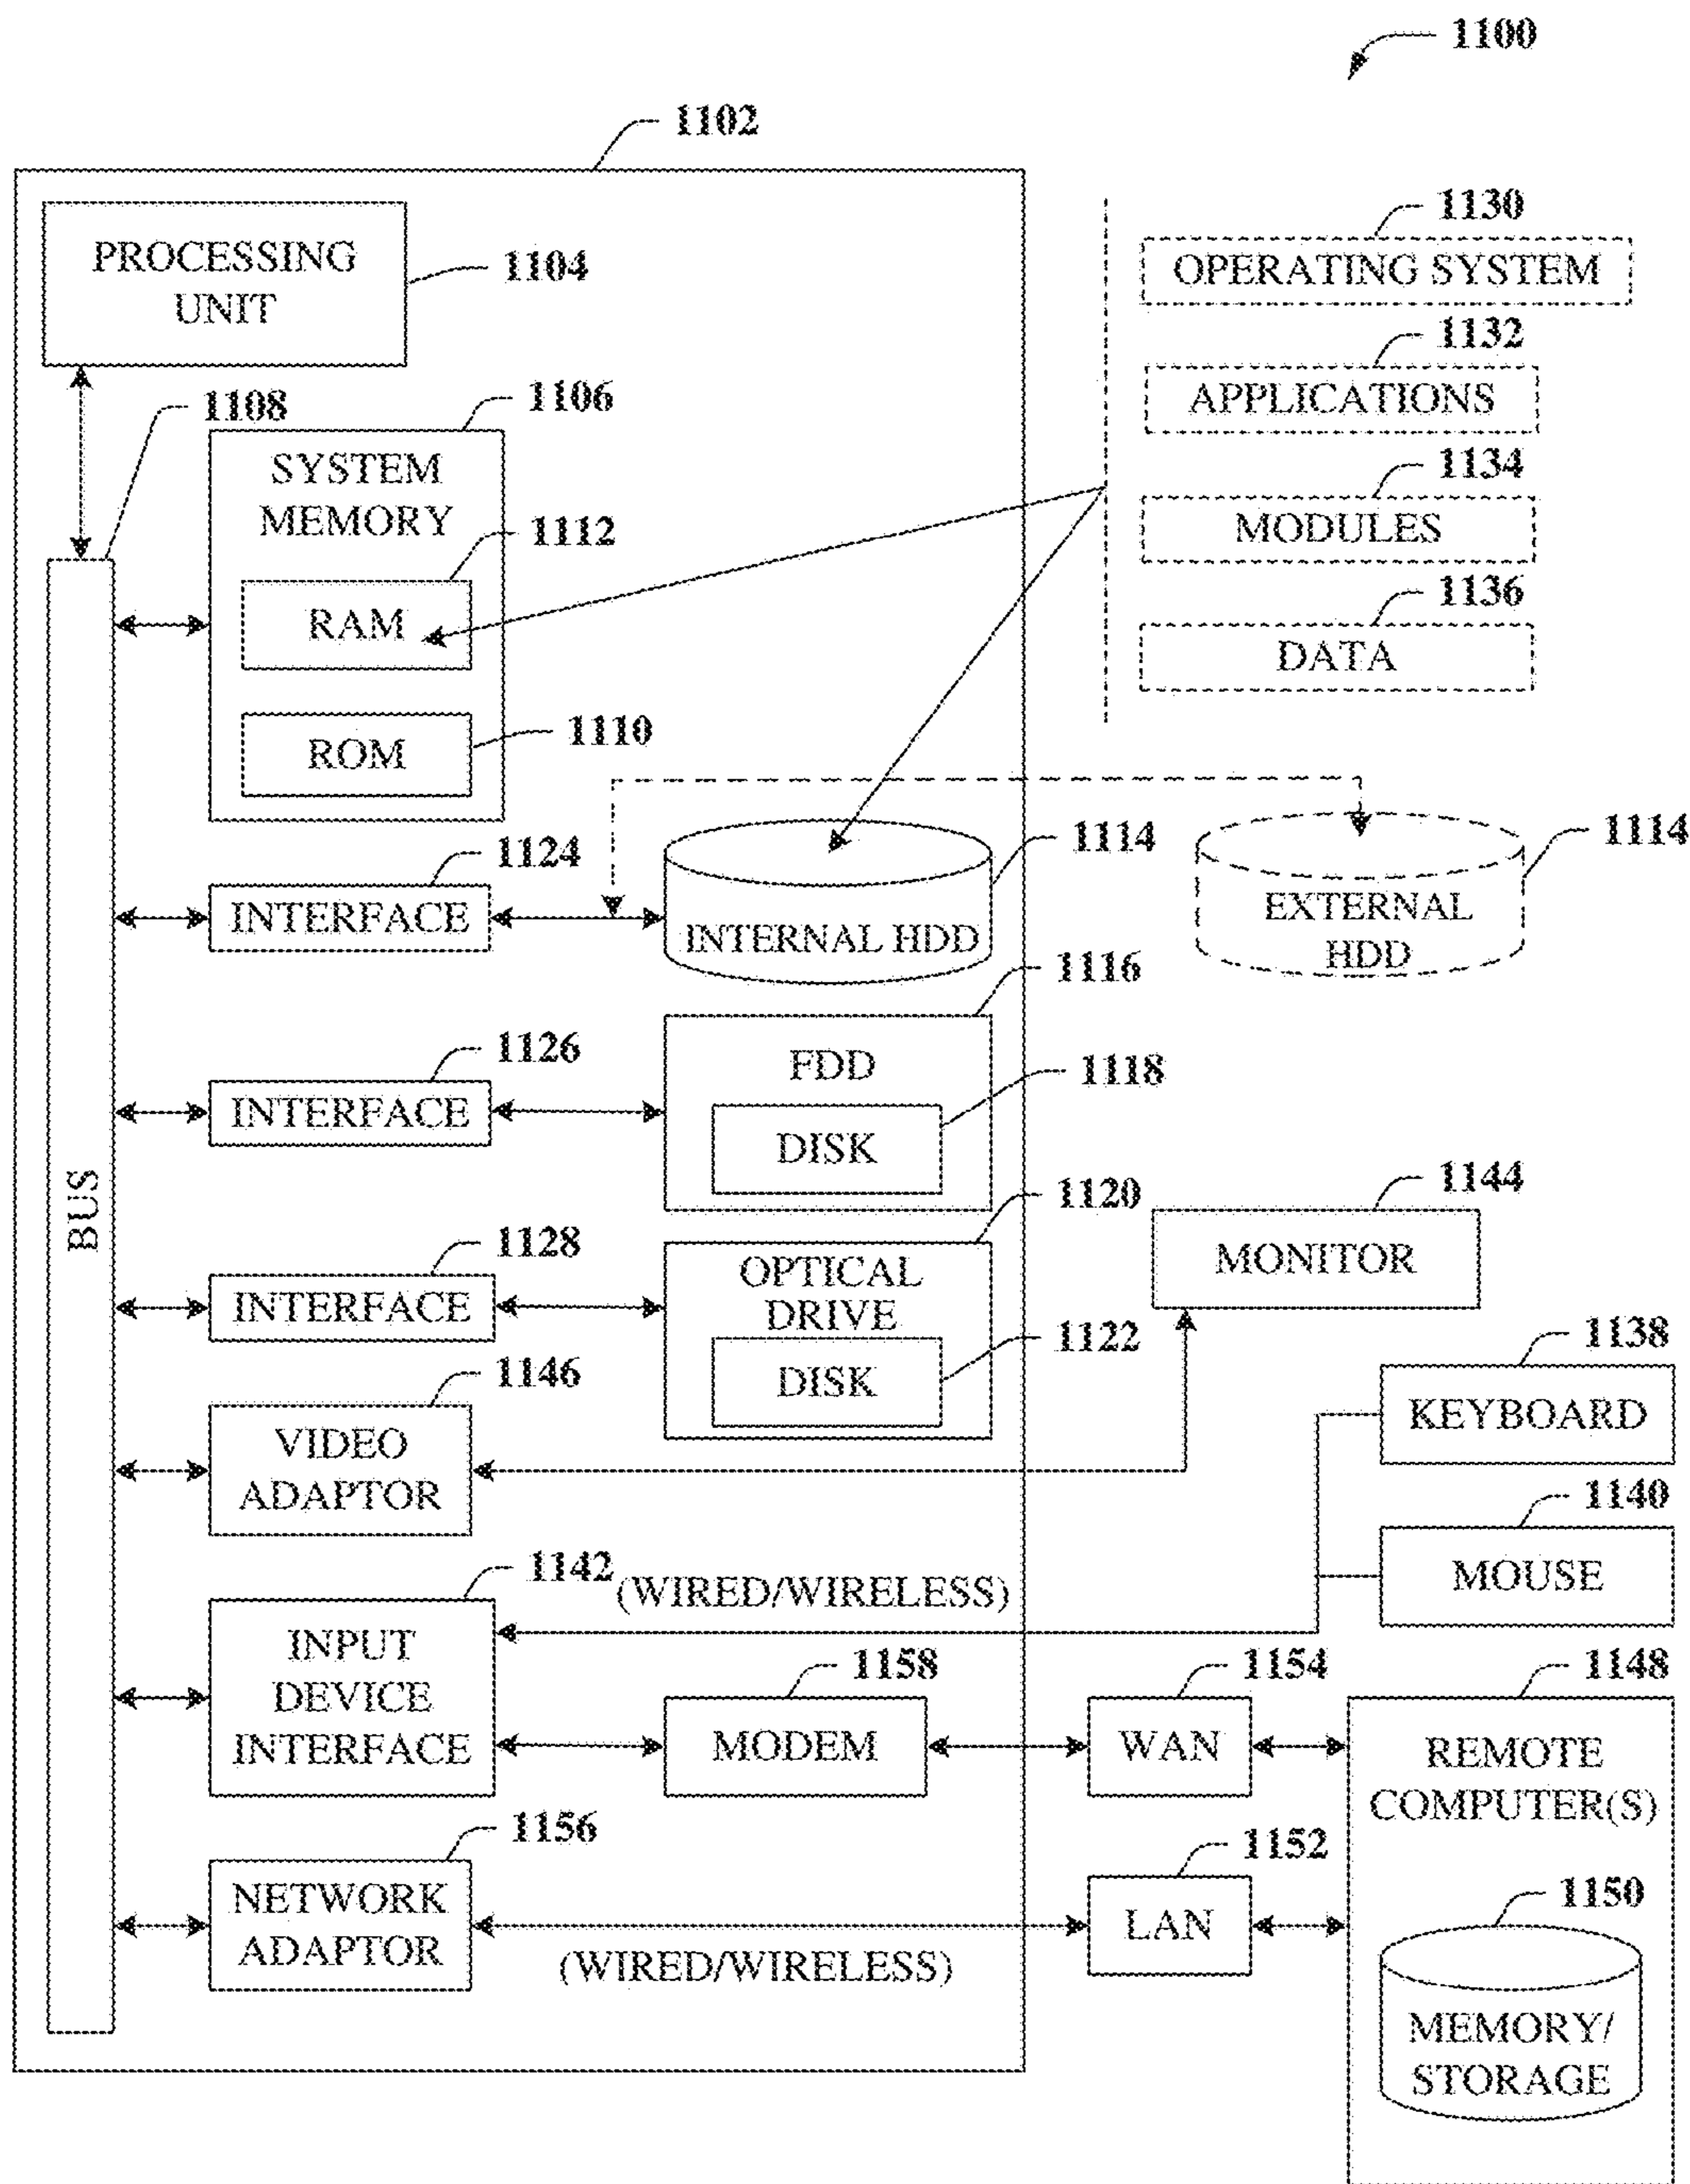 1100
1102
PROCESSING
UNIT
1104
1130
OPERATING SYSTEM
1132
APPLICATIONS
1134
MODULES
1136
DATA
1108
1106
SYSTEM
MEMORY
1112
RAM
1110
ROM
1124
INTERFACE
1114
INTERNAL HDD
1114
EXTERNAL
HDD
1126
INTERFACE
1116
FDD
1118
DISK
BUS
1128
INTERFACE
1120
OPTICAL
DRIVE
1122
DISK
1144
MONITOR
1146
VIDEO
ADAPTOR
1138
KEYBOARD
1140
MOUSE
1142
(WIRED/WIRELESS)
INPUT
DEVICE
INTERFACE
1158
MODEM
1154
WAN
1148
REMOTE
COMPUTER(S)
1156
NETWORK
ADAPTOR
(WIRED/WIRELESS)
1152
LAN
1150
MEMORY/
STORAGE